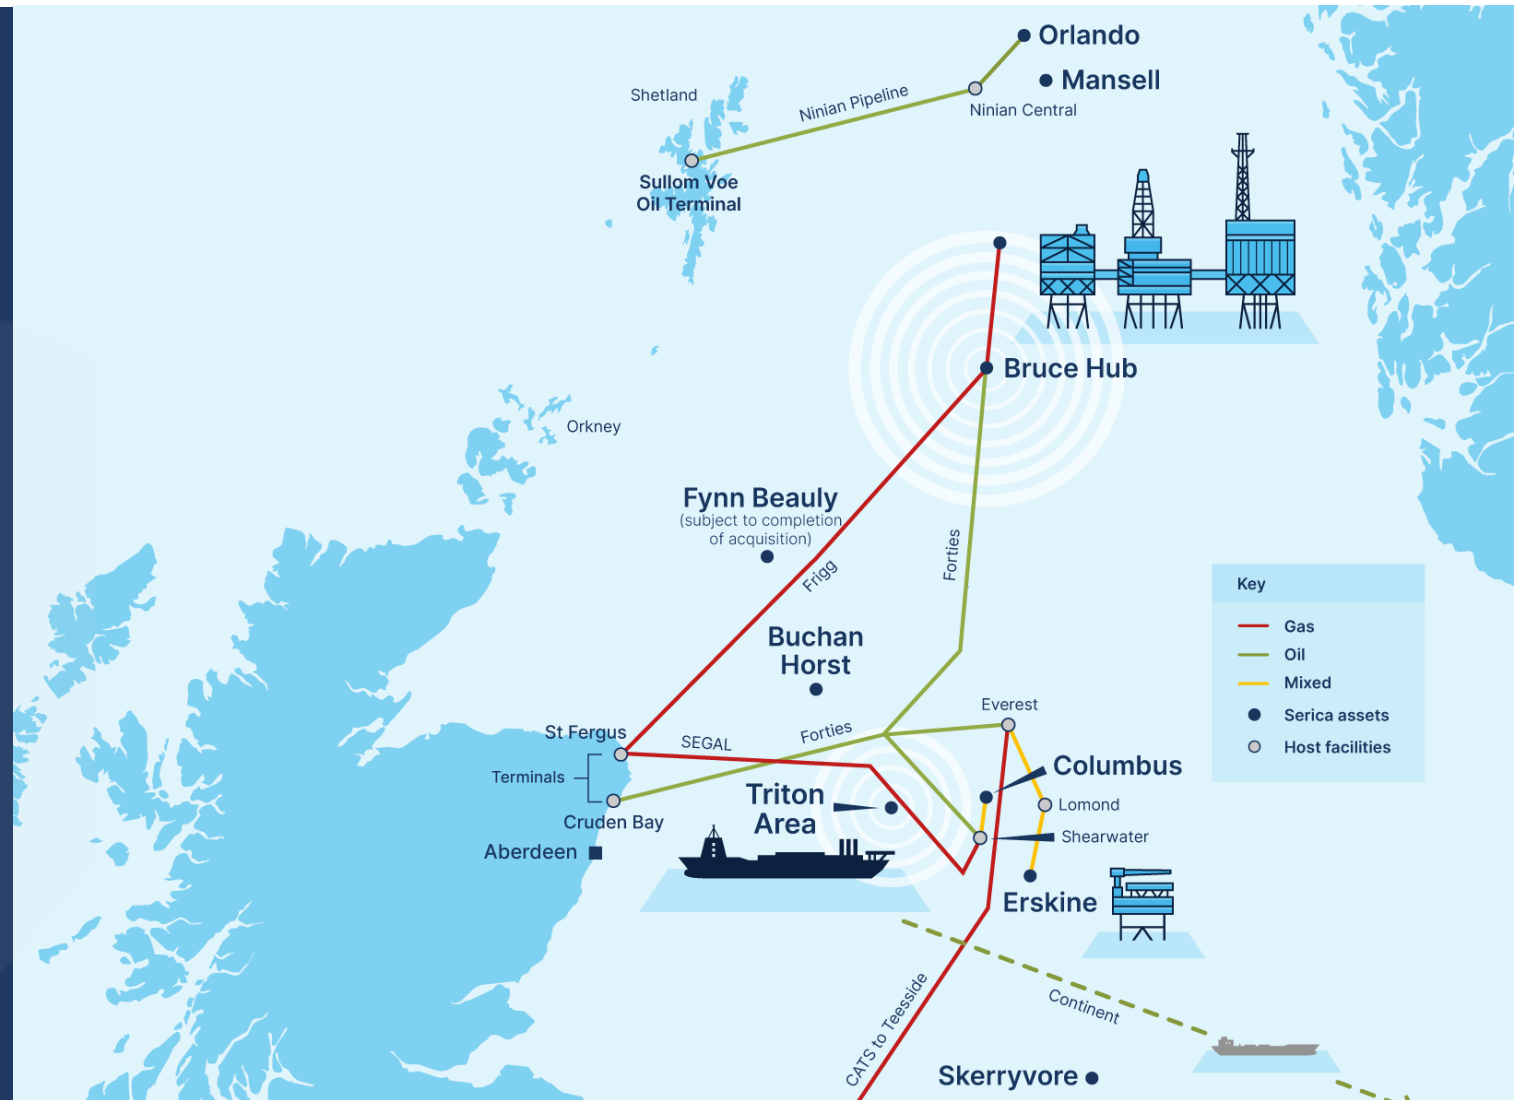 Orlando
Mansell
Shetland
Ninian Pipeline
Ninian Central
Sullom Voe
Oil Terminal
Bruce Hub
Orkney
Fynn Beauly
(subject to completion
of acquisition)
Forties
Frigg
Key
Gas
Oil
Mixed
Serica assets
Host facilities
Buchan
Horst
Everest
St Fergus
SEGAL
Forties
Terminals
Columbus
Triton
Area
Lomond
Cruden Bay
Shearwater
Aberdeen
Erskine
CATS to Teesside
Continent
Skerryvore